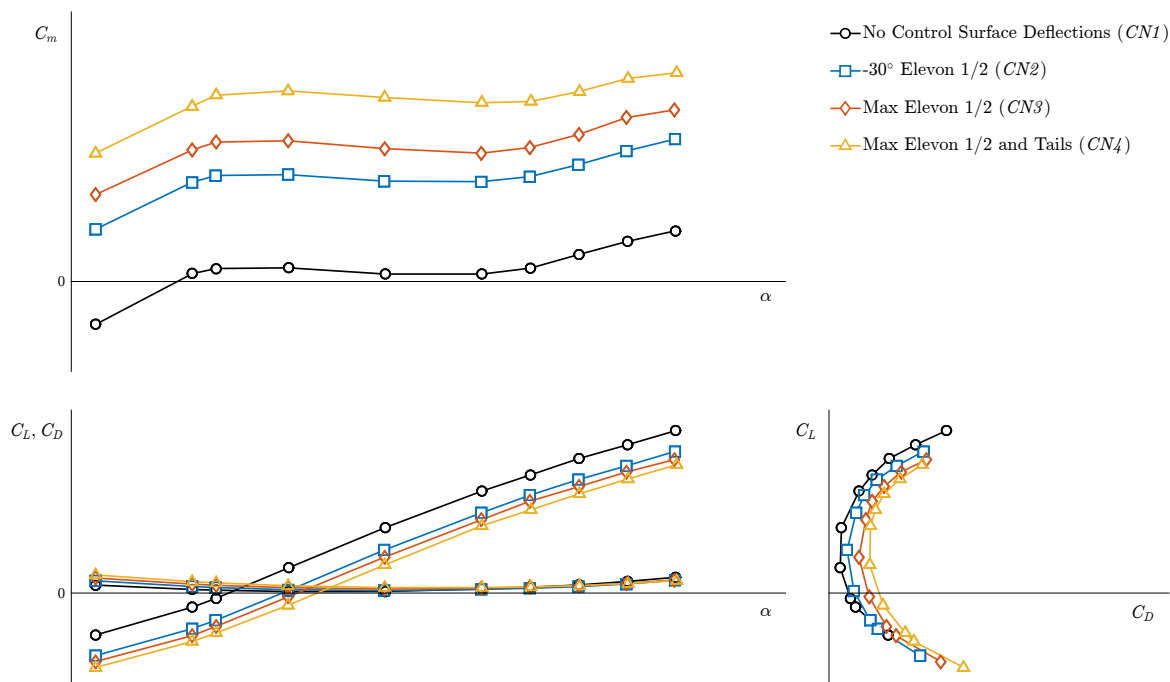 C_m
0
α
No Control Surface Deflections (CN1)
-30° Elevon 1/2 (CN2)
Max Elevon 1/2 (CN3)
Max Elevon 1/2 and Tails (CN4)
C_L, C_D
0
α
C_L
C_D